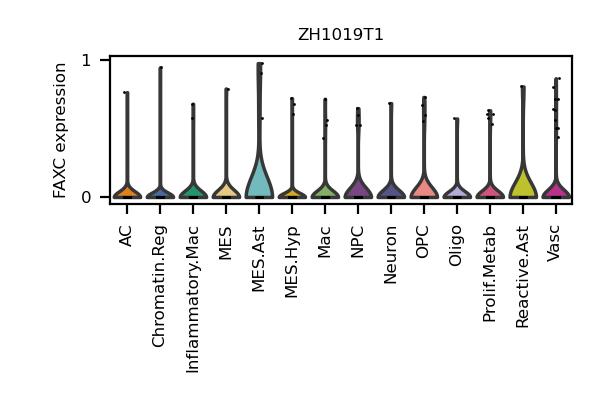 ZH1019T1
FAXC expression
1
0
AC
Chromatin.Reg
Inflammatory.Mac
MES
MES.Ast
MES.Hyp
Mac
NPC
Neuron
OPC
Oligo
Prolif.Metab
Reactive.Ast
Vasc